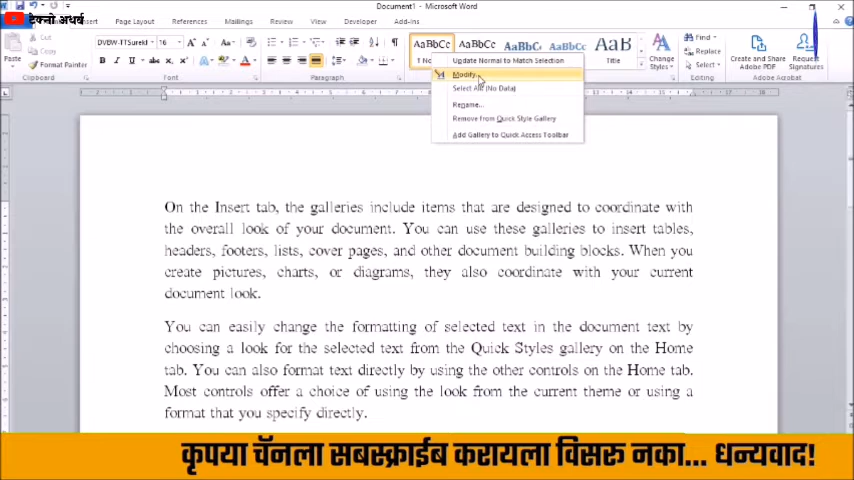 Document1 - Microsoft Word
टेक्नो अथर्व
Page Layout References Mailings Review View Developer Add-Ins
Cut
Copy
Paste
Format Painter
Clipboard
DVBW-TTSurekh 16
Font
Paragraph
AaBbCc AaBbCc AaBbCc AaBbCc AaB
Title
Change Styles
Find
Replace
Select
Editing
Create and Share Adobe PDF
Request Signatures
Adobe Acrobat
Update Normal to Match Selection
Modify...
Select All: (No Data)
Rename...
Remove from Quick Style Gallery
Add Gallery to Quick Access Toolbar
On the Insert tab, the galleries include items that are designed to coordinate with
the overall look of your document. You can use these galleries to insert tables,
headers, footers, lists, cover pages, and other document building blocks. When you
create pictures, charts, or diagrams, they also coordinate with your current
document look.
You can easily change the formatting of selected text in the document text by
choosing a look for the selected text from the Quick Styles gallery on the Home
tab. You can also format text directly by using the other controls on the Home tab.
Most controls offer a choice of using the look from the current theme or using a
format that you specify directly.
कृपया चॅनला सबस्क्राईब करायला विसरू नका... धन्यवाद!